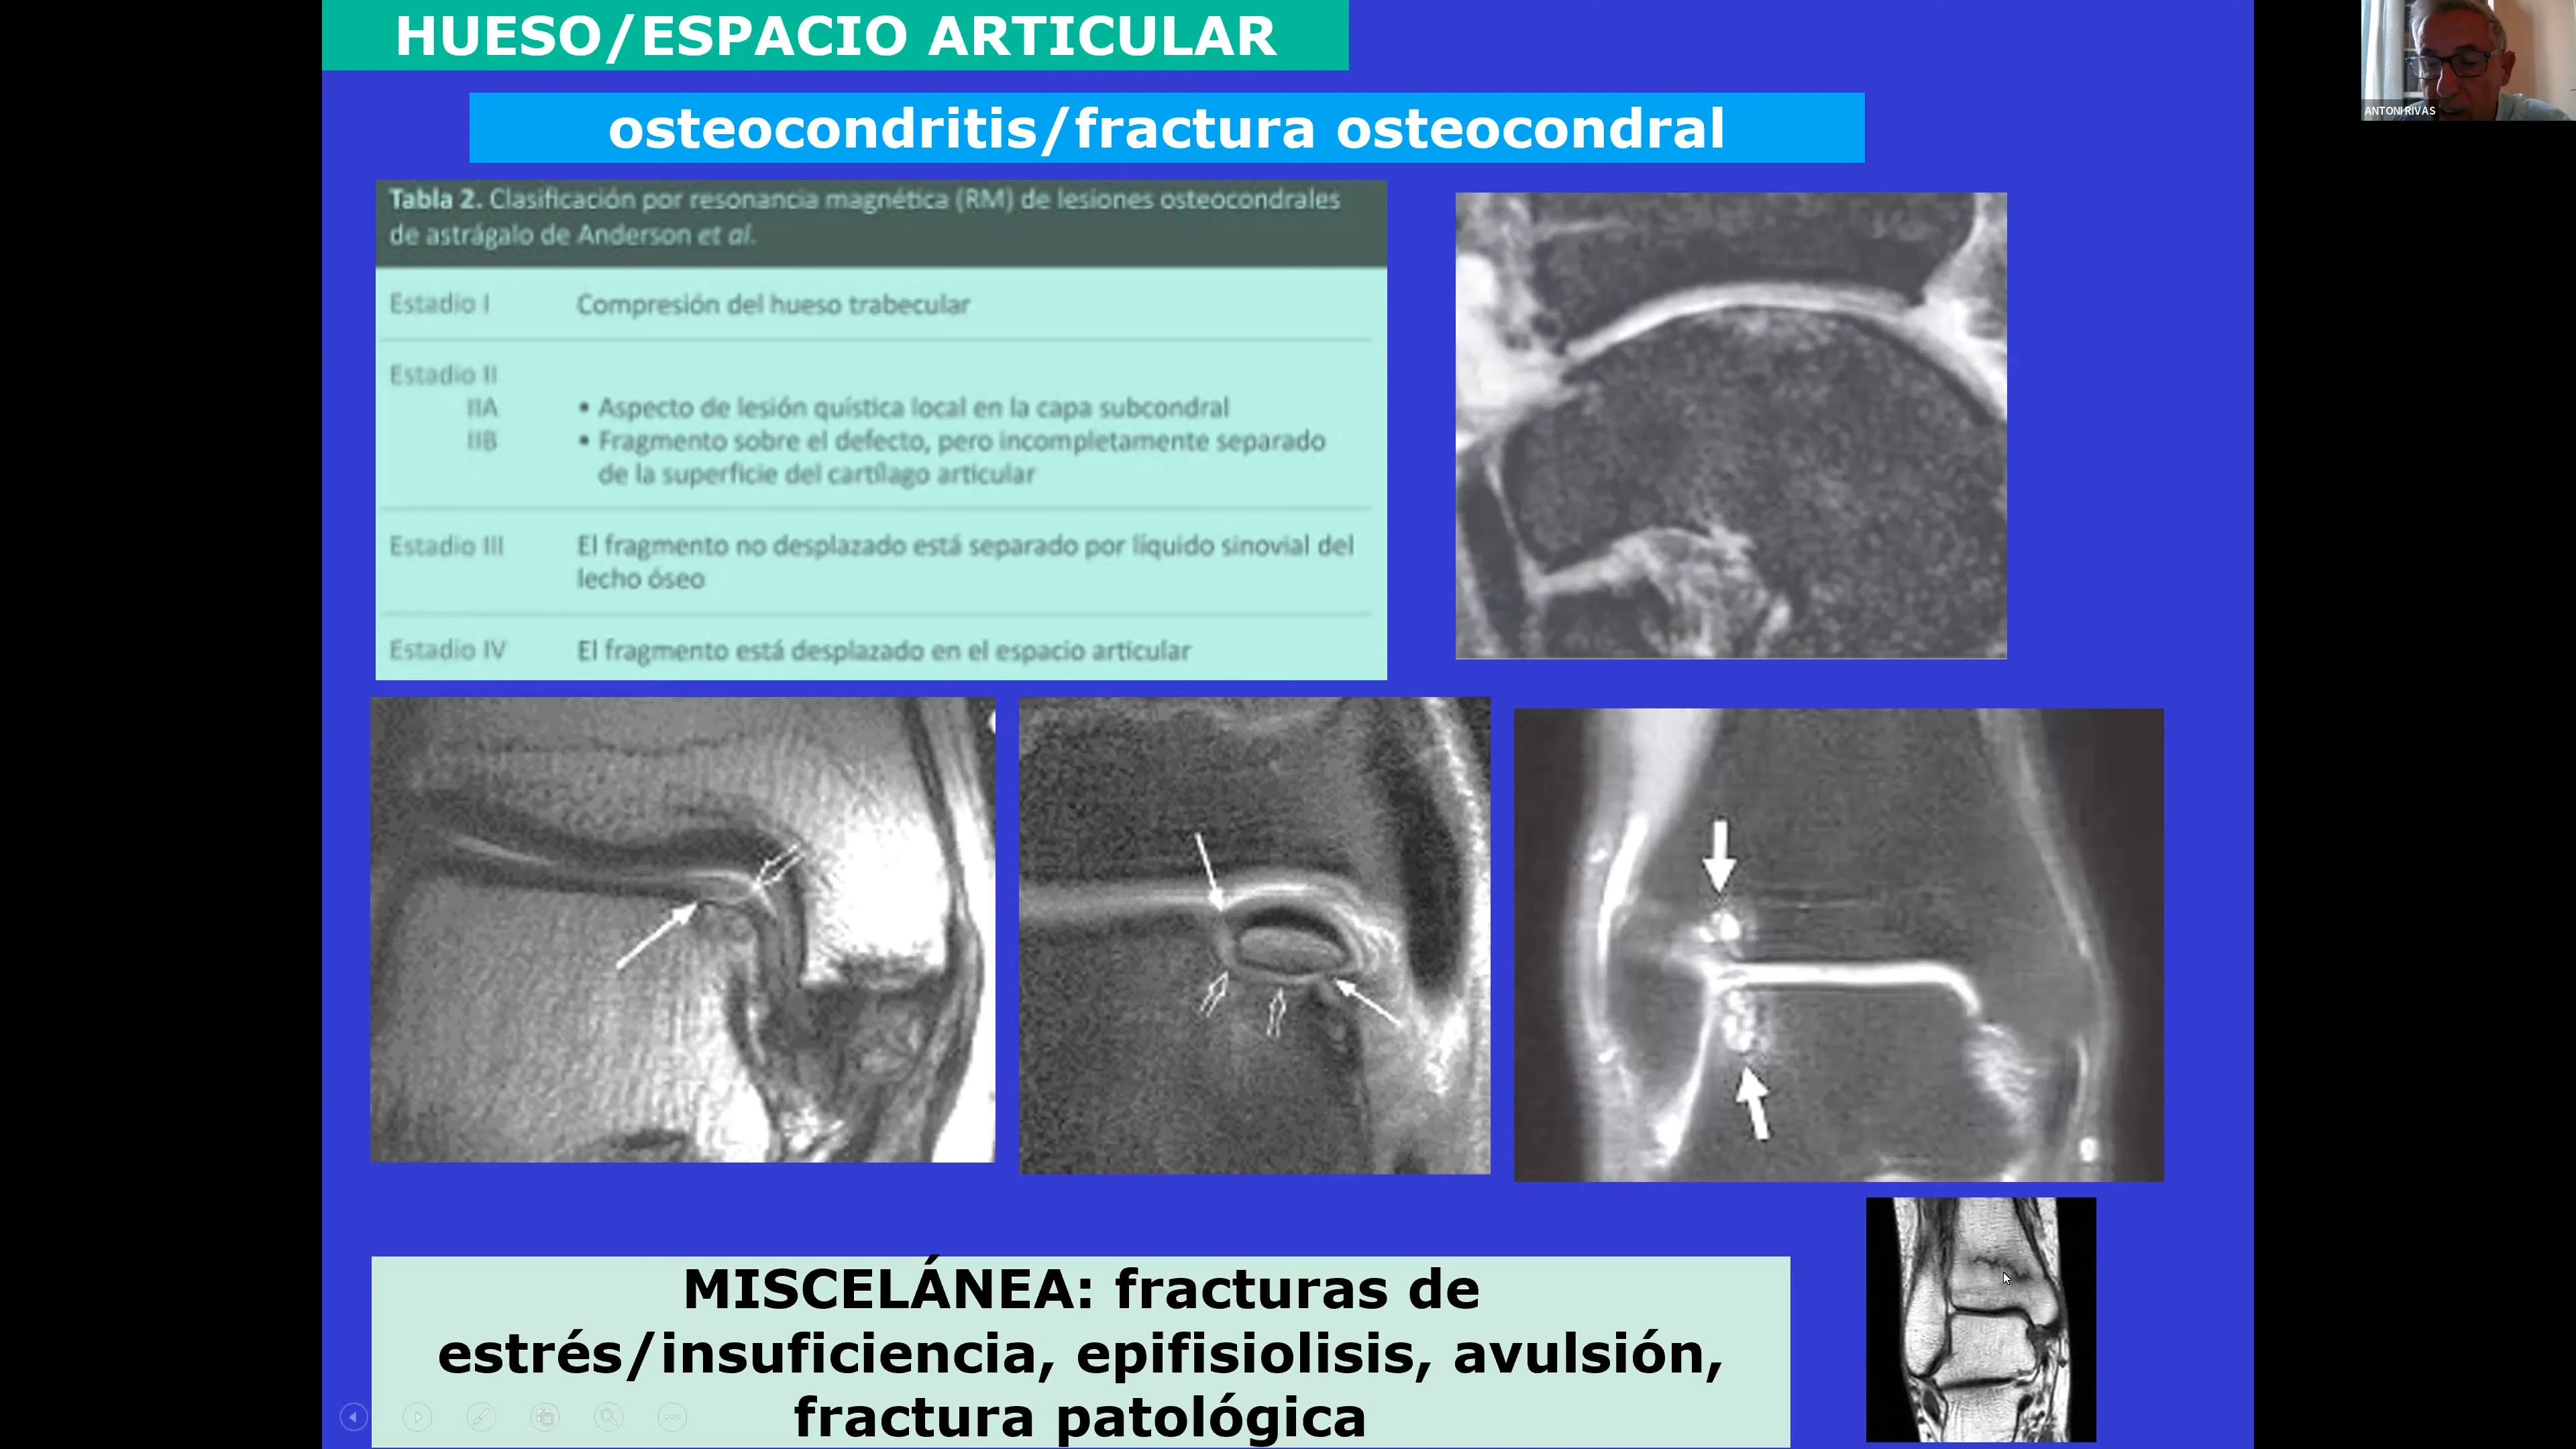 HUESO/ESPACIO ARTICULAR
ANTONI RIVAS
osteocondritis/fractura osteocondral
Tabla 2. Clasificación por resonancia magnética (RM) de lesiones osteocondrales
de astrágalo de Anderson et al.
Estadio I Compresión del hueso trabecular
Estadio II
IIA • Aspecto de lesión quística local en la capa subcondral
IIB • Fragmento sobre el defecto, pero incompletamente separado
de la superficie del cartílago articular
Estadio III El fragmento no desplazado está separado por líquido sinovial del
lecho óseo
Estadio IV El fragmento está desplazado en el espacio articular
MISCELÁNEA: fracturas de
estrés/insuficiencia, epifisiolisis, avulsión,
fractura patológica